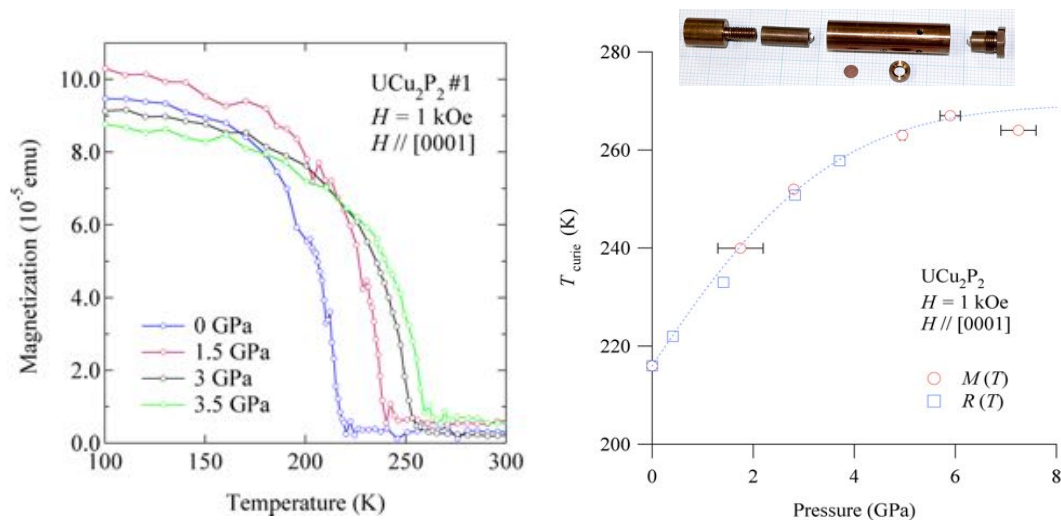 10.0
8.0
6.0
4.0
2.0
0.0
100
150
200
250
300
Magnetization (10⁻⁵ emu)
Temperature (K)
UCu₂P₂ #1
H = 1 kOe
H // [0001]
0 GPa
1.5 GPa
3 GPa
3.5 GPa
280
260
240
220
200
0
2
4
6
8
T curie (K)
Pressure (GPa)
UCu₂P₂
H = 1 kOe
H // [0001]
M (T)
R (T)